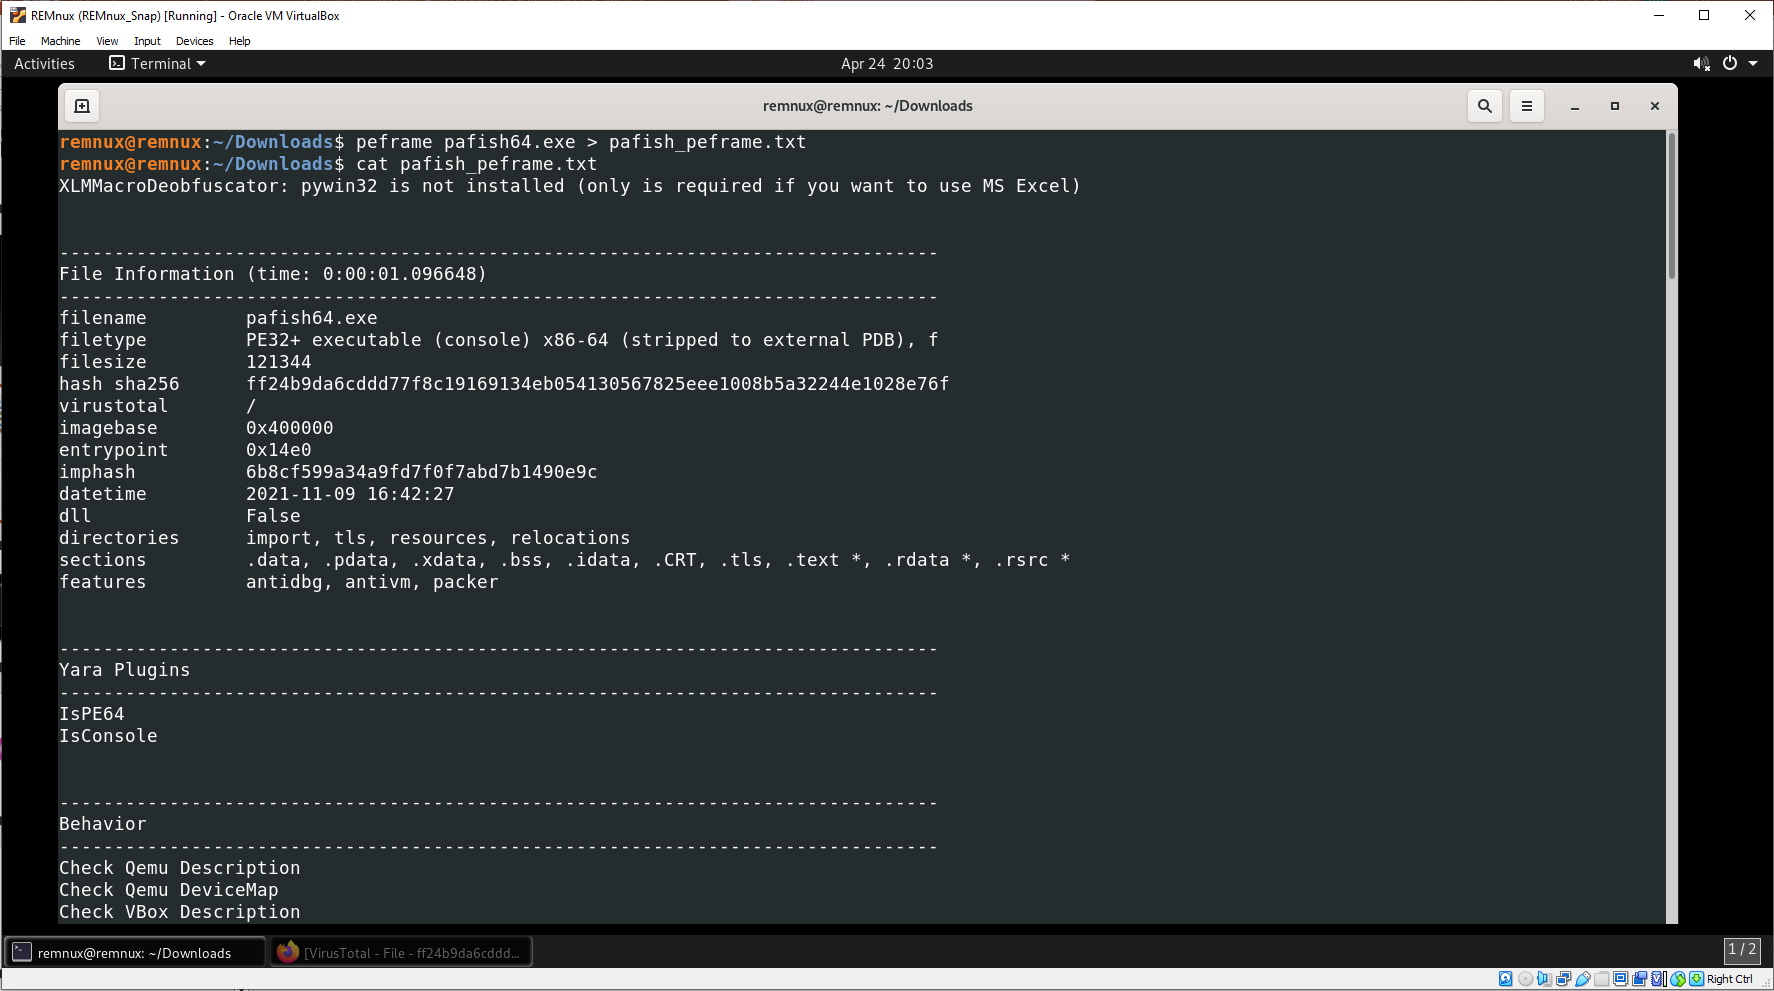 REMnux (REMnux_Snap) [Running] - Oracle VM VirtualBox
File Machine View Input Devices Help
Activities Terminal Apr 24 20:03
remnux@remnux: ~/Downloads
remnux@remnux:~/Downloads$ peframe pafish64.exe > pafish_peframe.txt
remnux@remnux:~/Downloads$ cat pafish_peframe.txt
XLMMacroDeobfuscator: pywin32 is not installed (only is required if you want to use MS Excel)
--------------------------------------------------------------------------------
File Information (time: 0:00:01.096648)
--------------------------------------------------------------------------------
filename         pafish64.exe
filetype         PE32+ executable (console) x86-64 (stripped to external PDB), f
filesize         121344
hash sha256      ff24b9da6cddd77f8c19169134eb054130567825eee1008b5a32244e1028e76f
virustotal       /
imagebase        0x400000
entrypoint       0x14e0
imphash          6b8cf599a34a9fd7f0f7abd7b1490e9c
datetime         2021-11-09 16:42:27
dll              False
directories      import, tls, resources, relocations
sections         .data, .pdata, .xdata, .bss, .idata, .CRT, .tls, .text *, .rdata *, .rsrc *
features         antidbg, antivm, packer
--------------------------------------------------------------------------------
Yara Plugins
--------------------------------------------------------------------------------
IsPE64
IsConsole
--------------------------------------------------------------------------------
Behavior
--------------------------------------------------------------------------------
Check Qemu Description
Check Qemu DeviceMap
Check VBox Description
remnux@remnux: ~/Downloads [VirusTotal - File - ff24b9da6cddd... 1 / 2
Right Ctrl